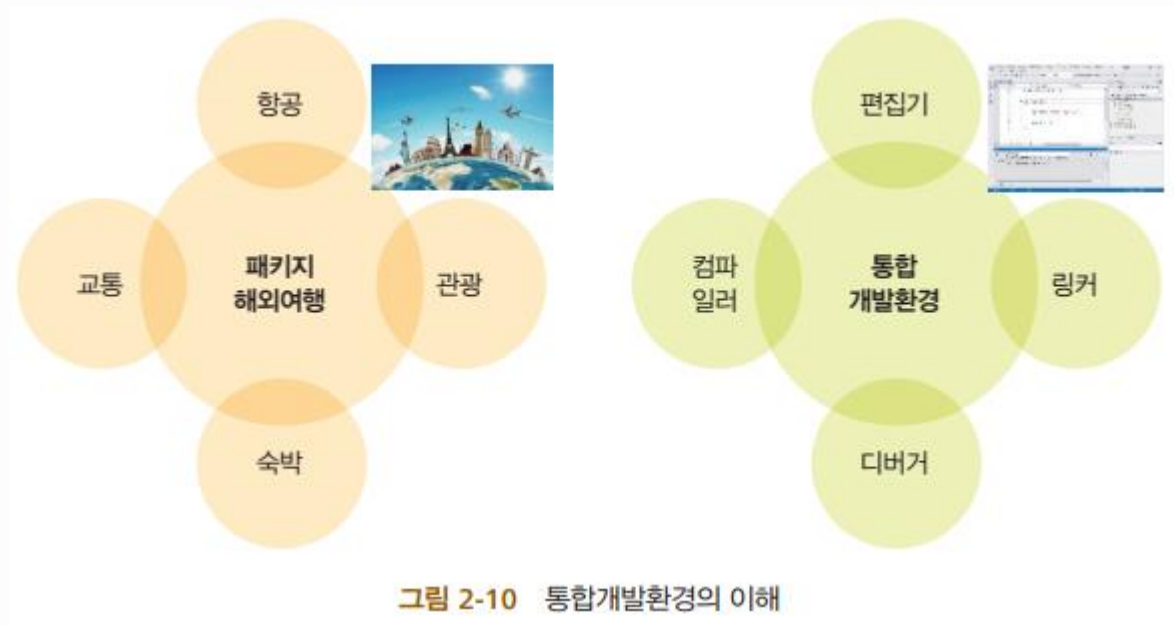 항공
교통
패키지
해외여행
관광
숙박
편집기
컴파
일러
통합
개발환경
링커
디버거
그림 2-10 통합개발환경의 이해